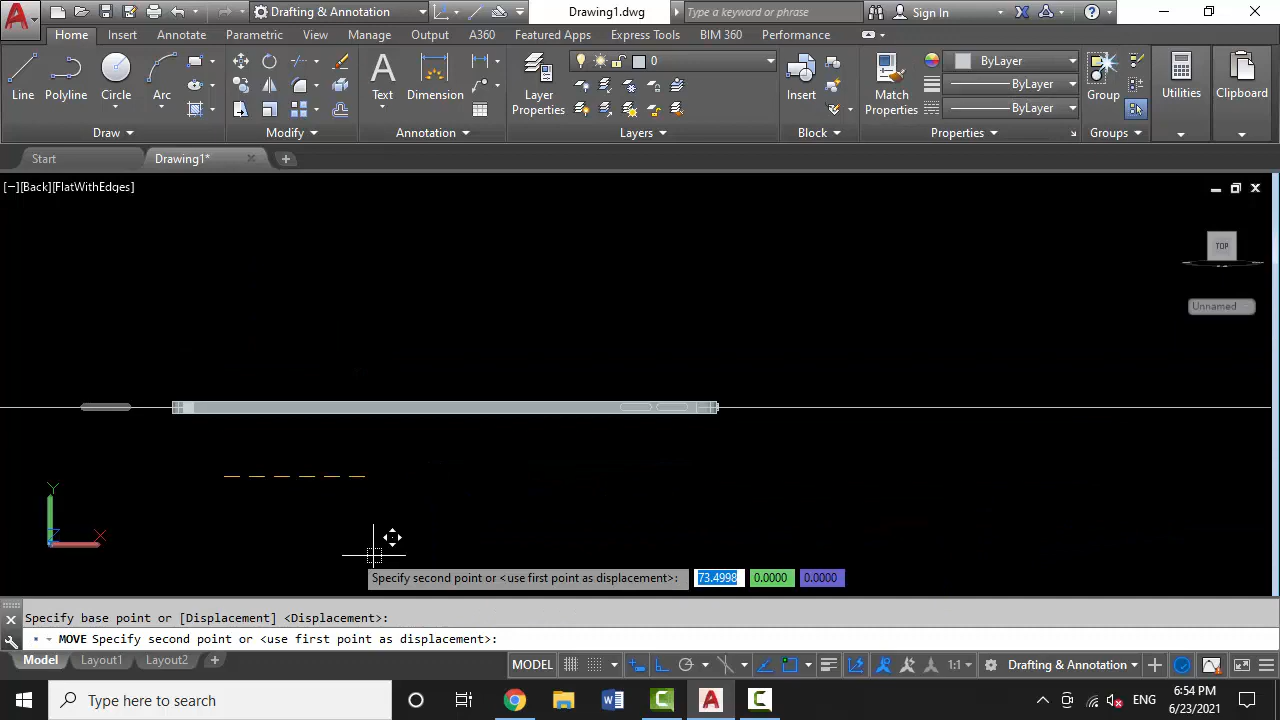 Drafting & Annotation
Drawing1.dwg
Type a keyword or phrase
Sign In
Home Insert Annotate Parametric View Manage Output A360 Featured Apps Express Tools BIM 360 Performance
Line
Polyline
Circle
Arc
Draw
Modify
Text
Dimension
Annotation
Layer
Properties
0
Layers
Insert
Block
Match
Properties
ByLayer
ByLayer
ByLayer
Properties
Group
Groups
Utilities
Clipboard
Start
Drawing1*
[−][Back][FlatWithEdges]
TOP
Unnamed
Y
X
Z
Specify second point or <use first point as displacement>: 73.4998 0.0000 0.0000
Specify base point or [Displacement] <Displacement>:
MOVE Specify second point or <use first point as displacement>:
Model Layout1 Layout2
MODEL
1:1
Drafting & Annotation
Type here to search
ENG
6:54 PM
6/23/2021